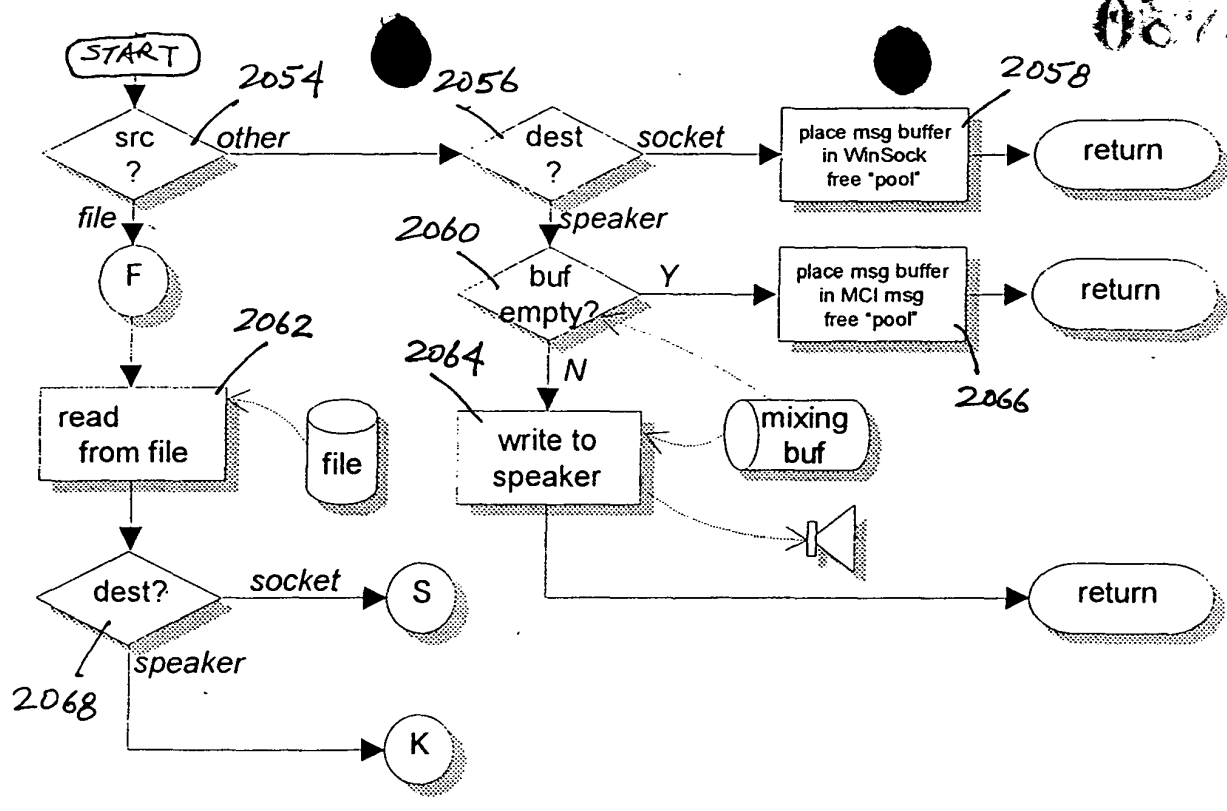 START
2054
2056
2058
src
?
other
dest
?
socket
place msg buffer
in WinSock
free "pool"
return
file
speaker
2060
F
buf
empty?
Y
place msg buffer
in MCI msg
free "pool"
return
2062
2064
N
2066
read
from file
file
write to
speaker
mixing
buf
dest?
socket
S
return
speaker
2068
K